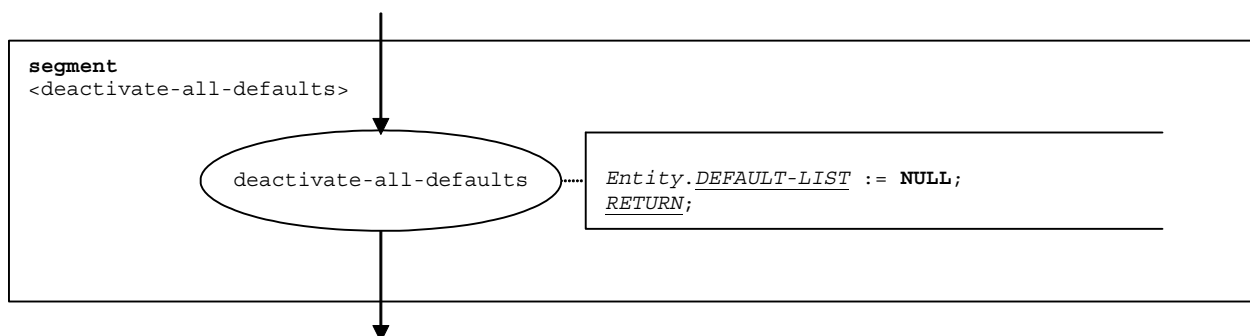 segment
<deactivate-all-defaults>
deactivate-all-defaults
Entity.DEFAULT-LIST := NULL;
RETURN;